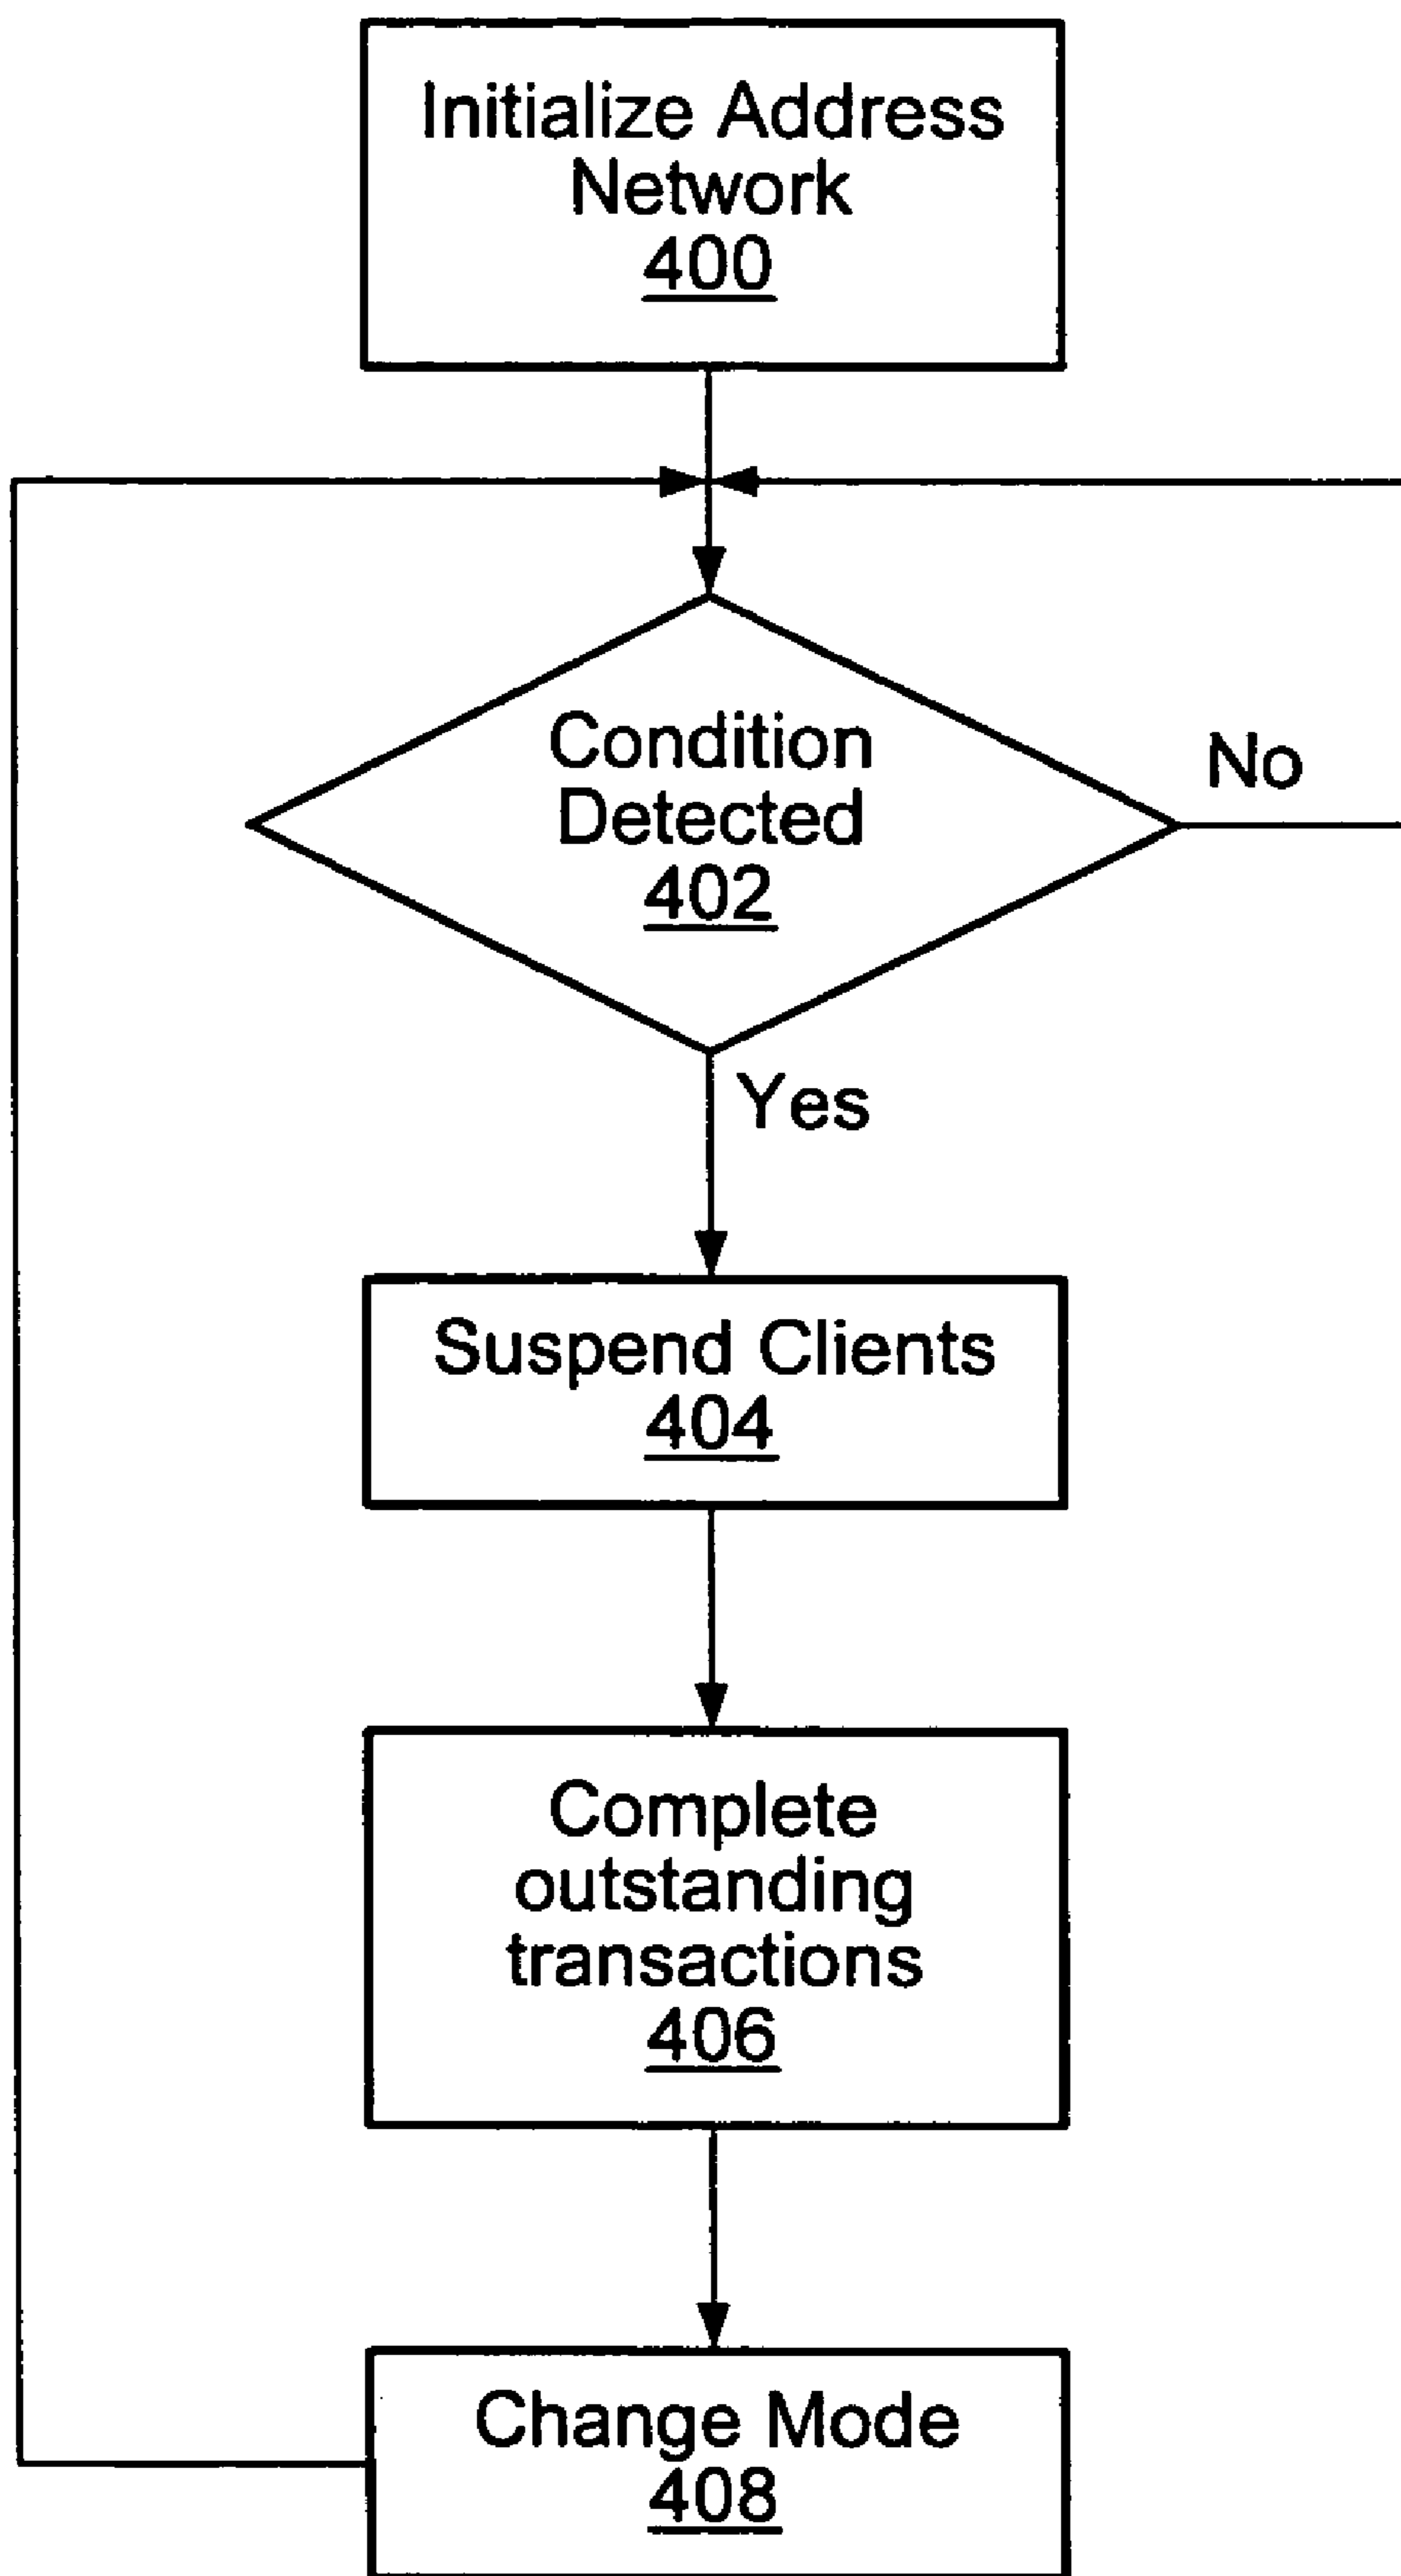 Initialize Address
Network
400
Condition
Detected
402
No
Yes
Suspend Clients
404
Complete
outstanding
transactions
406
Change Mode
408